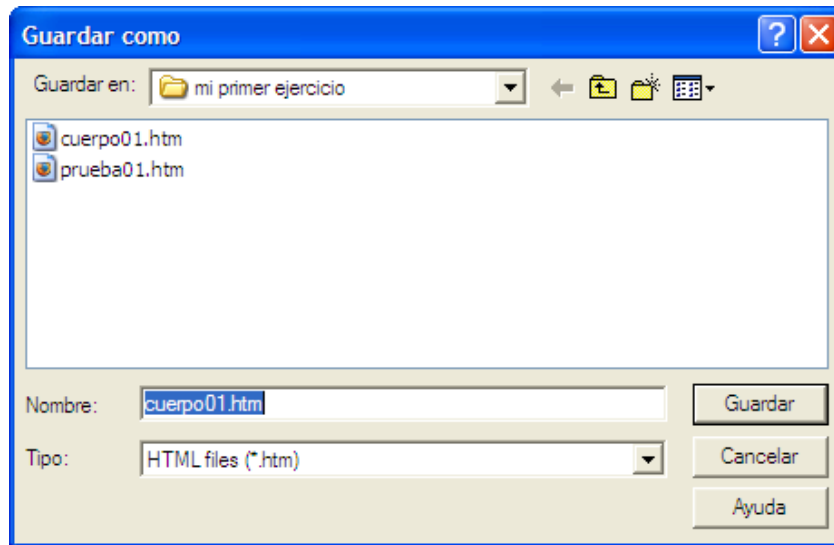 Guardar como
Guardar en: mi primer ejercicio
cuerpo01.htm
prueba01.htm
Nombre: cuerpo01.htm Guardar
Tipo: HTML files (*.htm) Cancelar
Ayuda